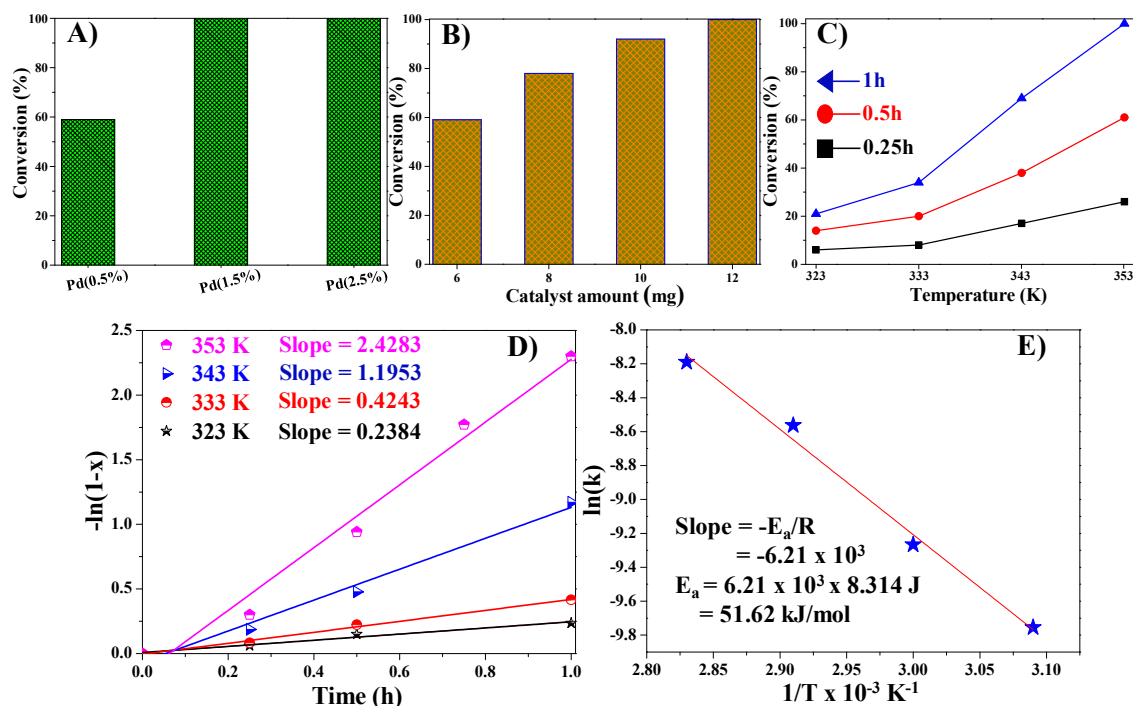 A)
Conversion (%)
100
80
60
40
20
0
Pd(0.5%)
Pd(1.5%)
Pd(2.5%)
B)
Conversion (%)
100
80
60
40
20
0
6
8
10
12
Catalyst amount (mg)
C)
Conversion (%)
100
80
60
40
20
0
1h
0.5h
0.25h
323
333
343
353
Temperature (K)
D)
-ln(1-x)
2.5
2.0
1.5
1.0
0.5
0.0
353 K Slope = 2.4283
343 K Slope = 1.1953
333 K Slope = 0.4243
323 K Slope = 0.2384
0.0
0.2
0.4
0.6
0.8
1.0
Time (h)
E)
ln(k)
-8.0
-8.2
-8.4
-8.6
-8.8
-9.0
-9.2
-9.4
-9.6
-9.8
Slope = -Eₐ/R
= -6.21 x 10³
Eₐ = 6.21 x 10³ x 8.314 J
= 51.62 kJ/mol
2.80
2.85
2.90
2.95
3.00
3.05
3.10
1/T x 10⁻³ K⁻¹